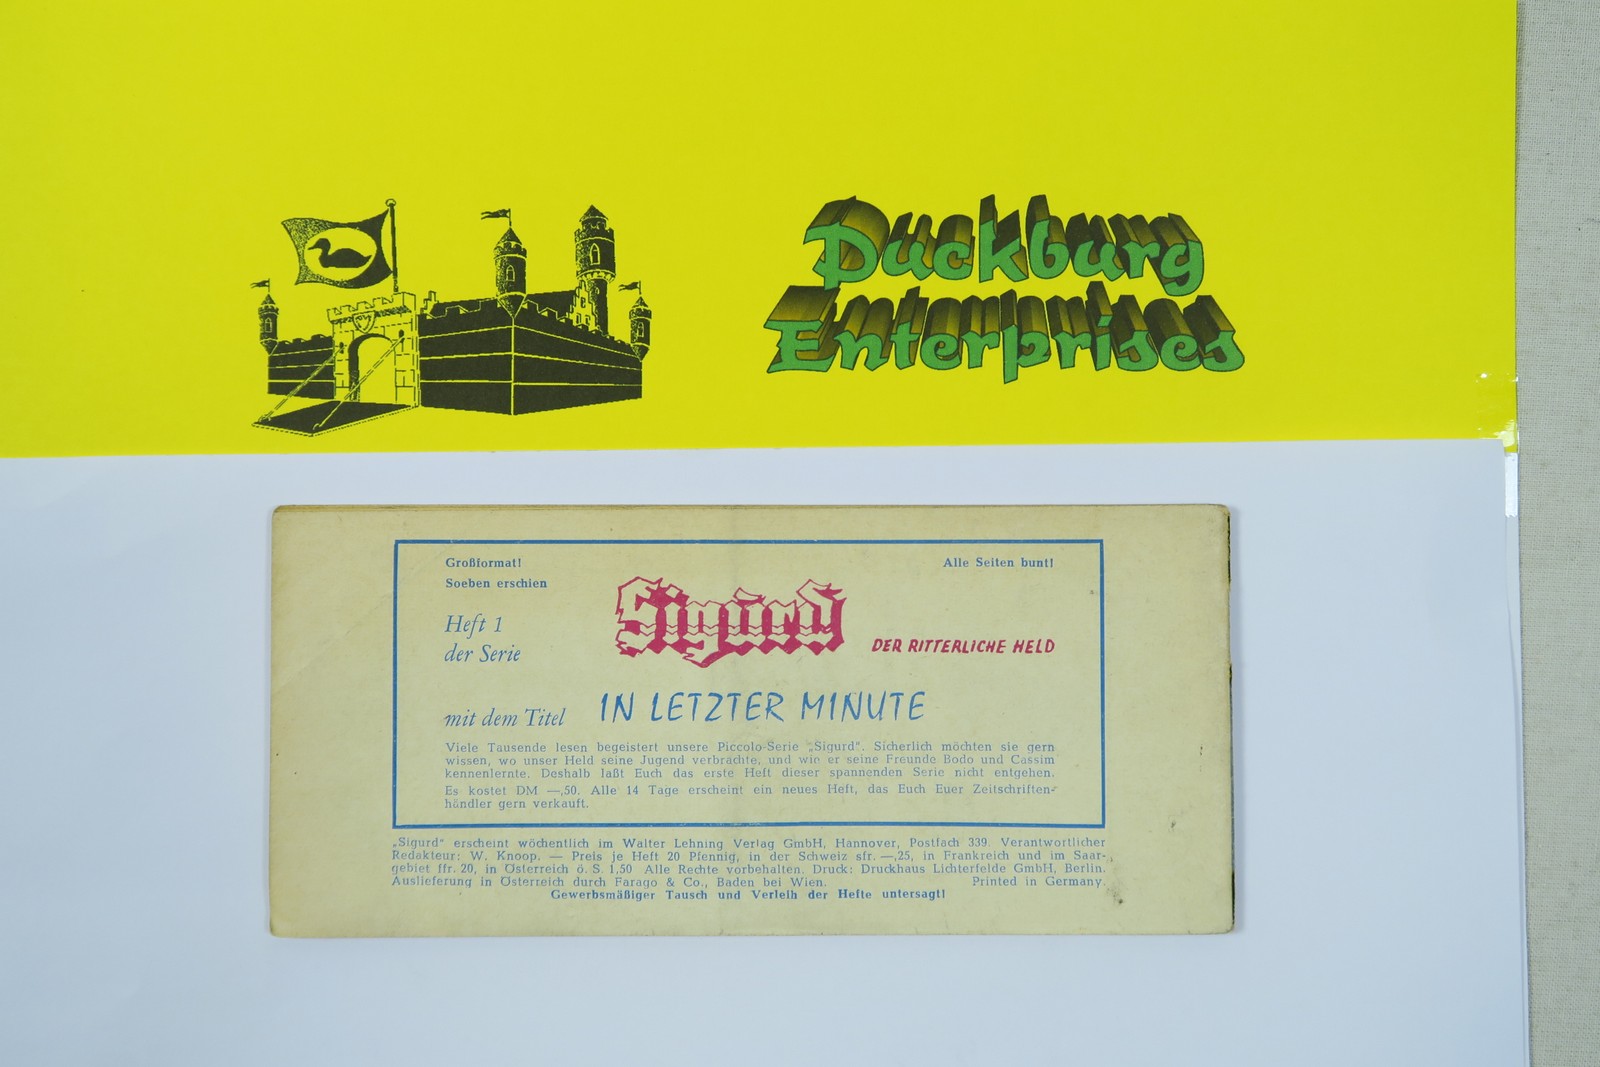 Duckburg
Enterprises
Großformat!
Alle Seiten bunt!
Soeben erschien
Heft 1
der Serie
Sigurd
DER RITTERLICHE HELD
mit dem Titel IN LETZTER MINUTE
Viele Tausende lesen begeistert unsere Piccolo-Serie „Sigurd“. Sicherlich möchten sie gern
wissen, wo unser Held seine Jugend verbrachte, und wie er seine Freunde Bodo und Cassim
kennenlernte. Deshalb laßt Euch das erste Heft dieser spannenden Serie nicht entgehen.
Es kostet DM —,50. Alle 14 Tage erscheint ein neues Heft, das Euch Euer Zeitschriften-
händler gern verkauft.
„Sigurd“ erscheint wöchentlich im Walter Lehning Verlag GmbH, Hannover, Postfach 339. Verantwortlicher
Redakteur: W. Knoop. — Preis je Heft 20 Pfennig, in der Schweiz sfr. —,25, in Frankreich und im Saar-
gebiet ffr. 20, in Österreich ö. S. 1,50 Alle Rechte vorbehalten. Druck: Druckhaus Lichterfelde GmbH, Berlin.
Auslieferung in Österreich durch Farago & Co., Baden bei Wien. Printed in Germany.
Gewerbsmäßiger Tausch und Verleih der Hefte untersagt!